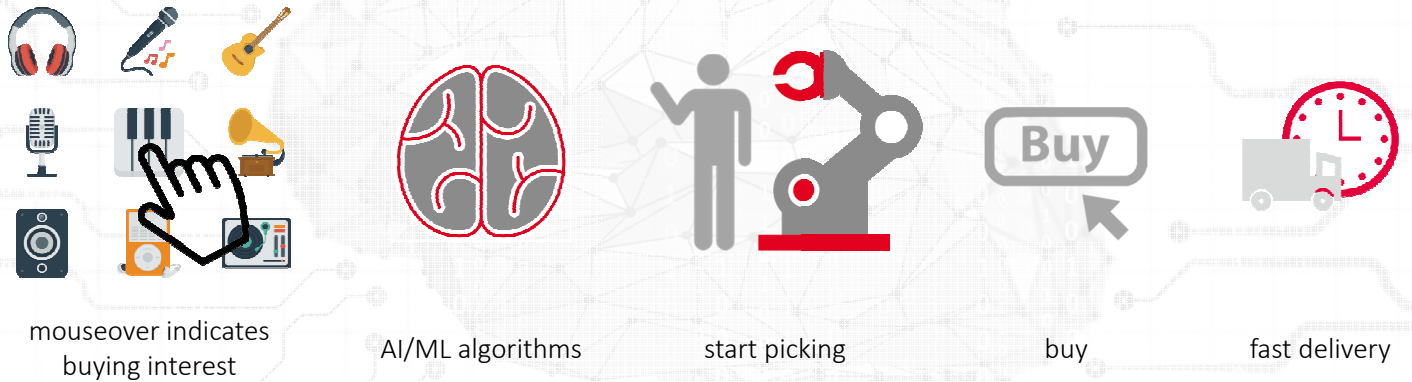 Buy
mouseover indicates
buying interest
AI/ML algorithms
start picking
buy
fast delivery